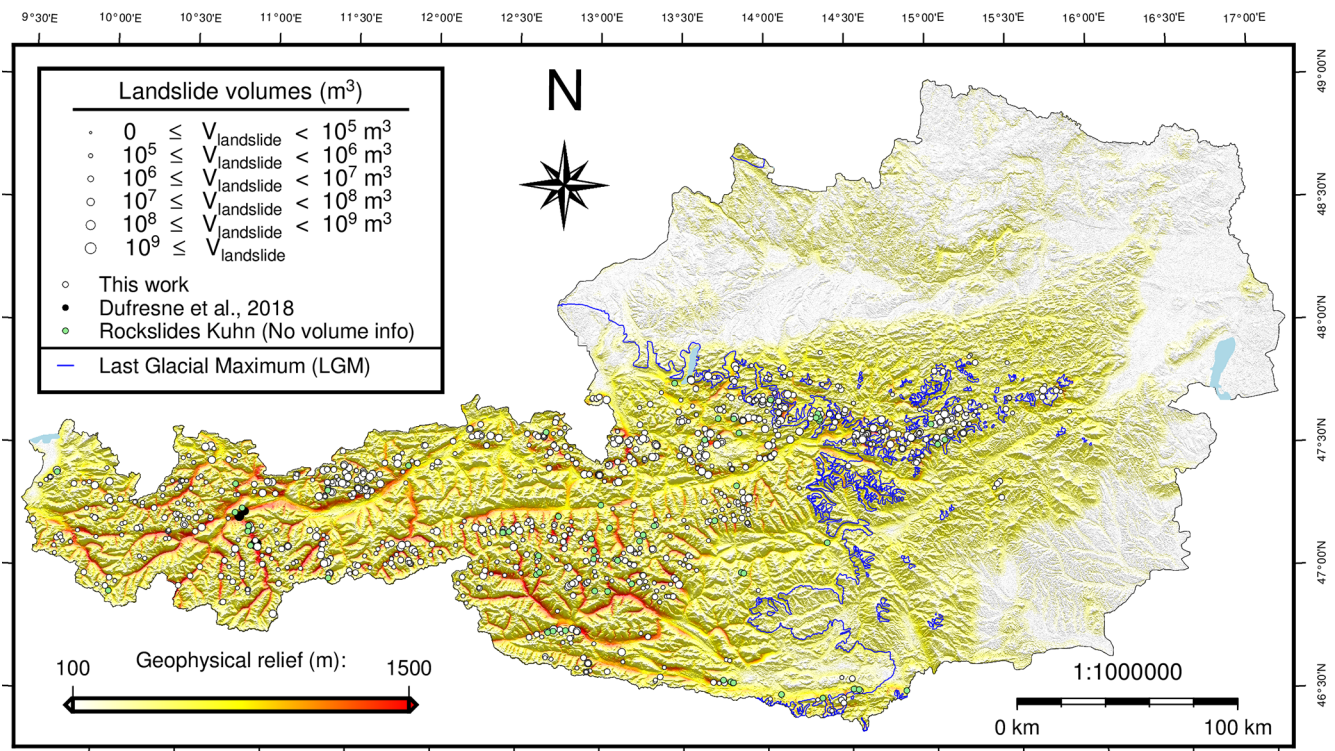 9°30'E 10°00'E 10°30'E 11°00'E 11°30'E 12°00'E 12°30'E 13°00'E 13°30'E 14°00'E 14°30'E 15°00'E 15°30'E 16°00'E 16°30'E 17°00'E
Landslide volumes (m³)
0 ≤ Vlandslide < 10⁵ m³
10⁵ ≤ Vlandslide < 10⁶ m³
10⁶ ≤ Vlandslide < 10⁷ m³
10⁷ ≤ Vlandslide < 10⁸ m³
10⁸ ≤ Vlandslide < 10⁹ m³
10⁹ ≤ Vlandslide
This work
Dufresne et al., 2018
Rockslides Kuhn (No volume info)
Last Glacial Maximum (LGM)
N
49°00'N
48°30'N
48°00'N
47°30'N
47°00'N
46°30'N
Geophysical relief (m):
100 1500
1:1000000
0 km 100 km